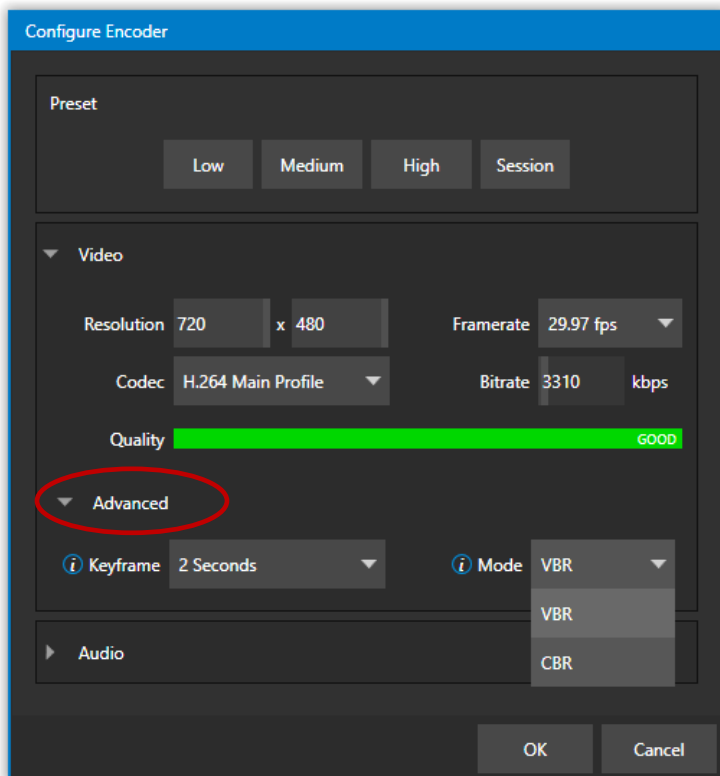 Configure Encoder
Preset
Low Medium High Session
Video
Resolution 720 x 480 Framerate 29.97 fps
Codec H.264 Main Profile Bitrate 3310 kbps
Quality GOOD
Advanced
i Keyframe 2 Seconds i Mode VBR
VBR
Audio
CBR
OK Cancel